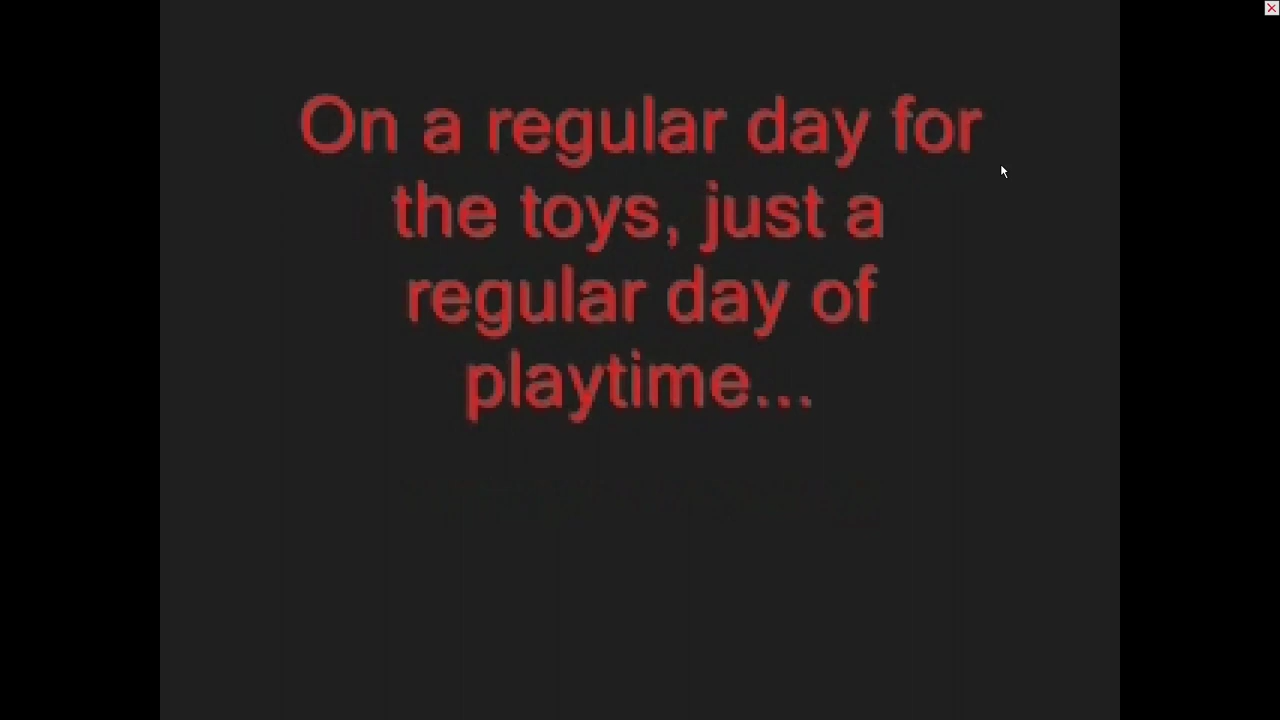 On a regular day for
the toys, just a
regular day of
playtime...